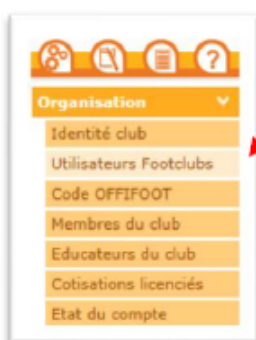 ?
Organisation
Identité club
Utilisateurs Footclubs
Code OFFIFOOT
Membres du club
Educateurs du club
Cotisations licenciés
Etat du compte